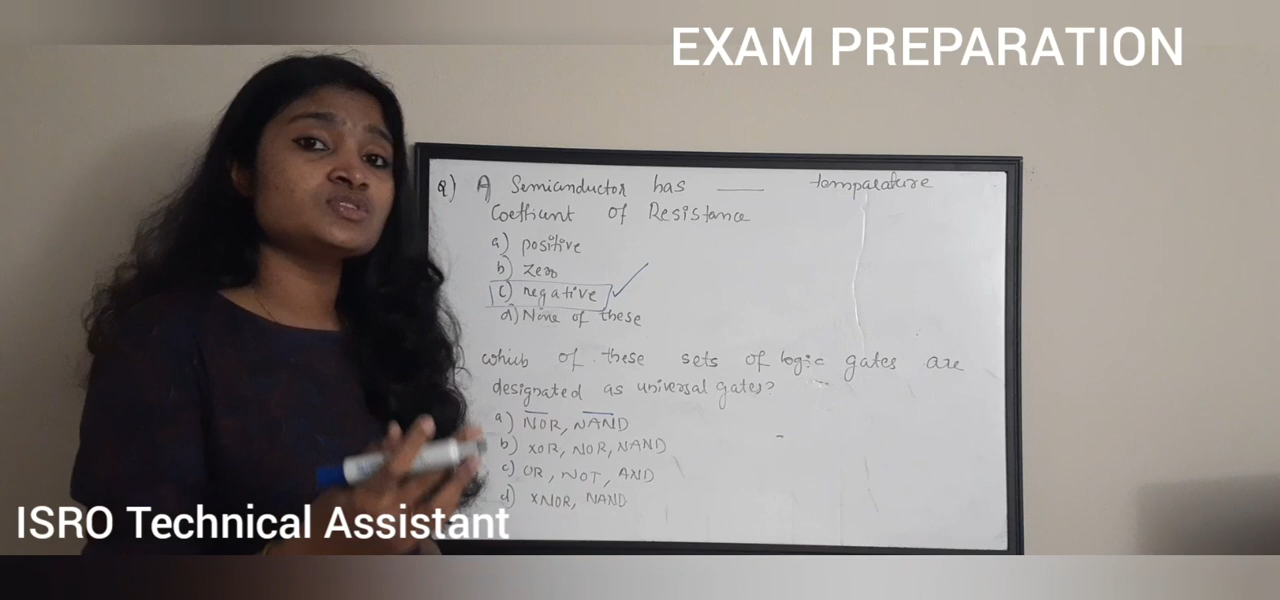 EXAM PREPARATION
Q) A Semiconductor has ___ temparature
Coefficient of Resistance
a) positive
b) zero
c) negative ✓
d) None of these
which of these sets of logic gates are
designated as universal gates?
a) NOR, NAND
b) XOR, NOR, NAND
c) OR, NOT, AND
d) XNOR, NAND
ISRO Technical Assistant